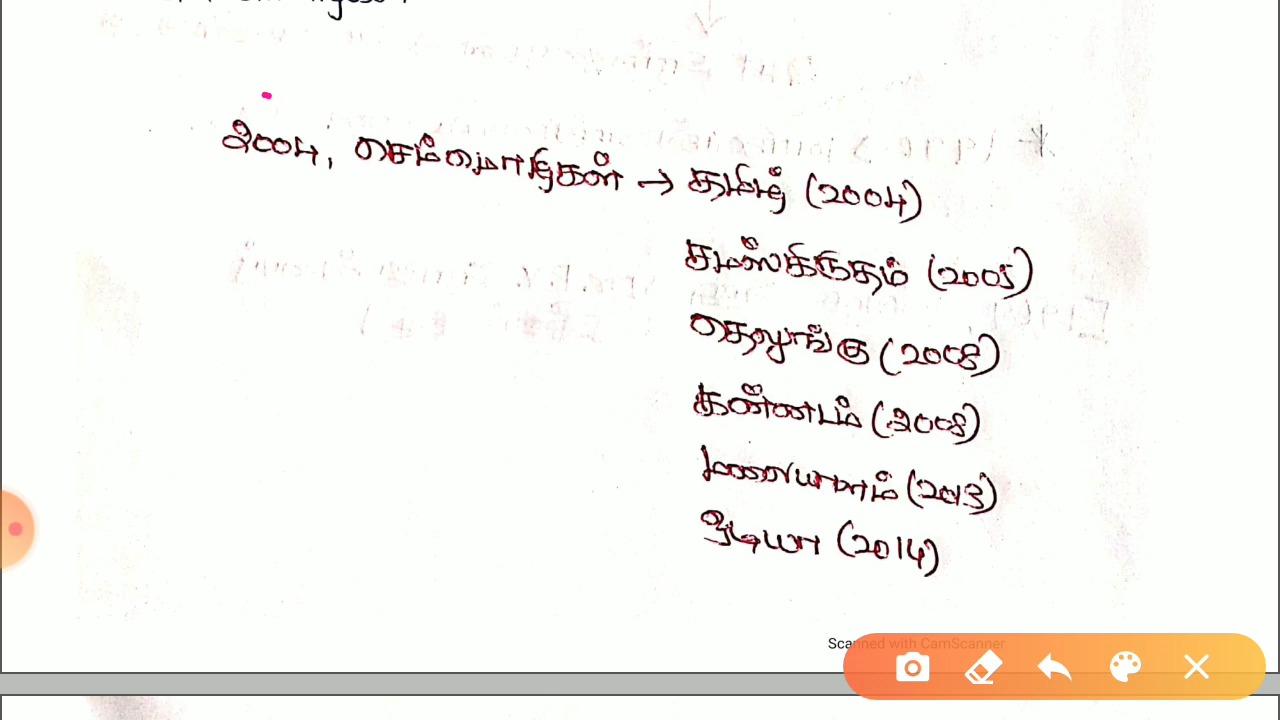 2004, செம்மொழிகள் → தமிழ் (2004)
சமஸ்கிருதம் (2005)
தெலுங்கு (2008)
கன்னடம் (2008)
மலையாளம் (2013)
ஒடியா (2014)
Scanned with CamScanner